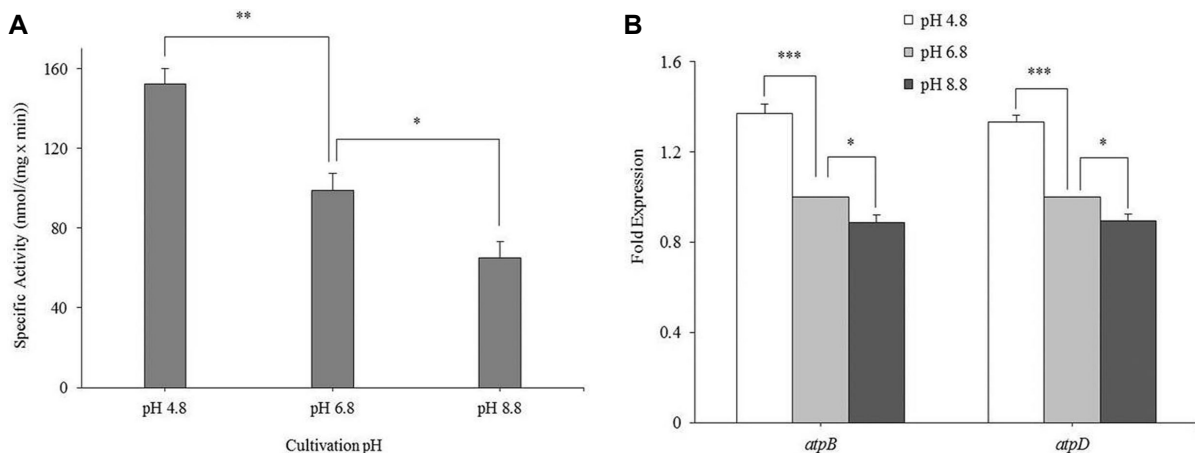 A
Specific Activity (nmol/(mg x min))
160
120
80
40
0
**
*
pH 4.8
pH 6.8
pH 8.8
Cultivation pH
B
pH 4.8
pH 6.8
pH 8.8
Fold Expression
1.6
1.2
0.8
0.4
0
***
*
***
*
atpB
atpD